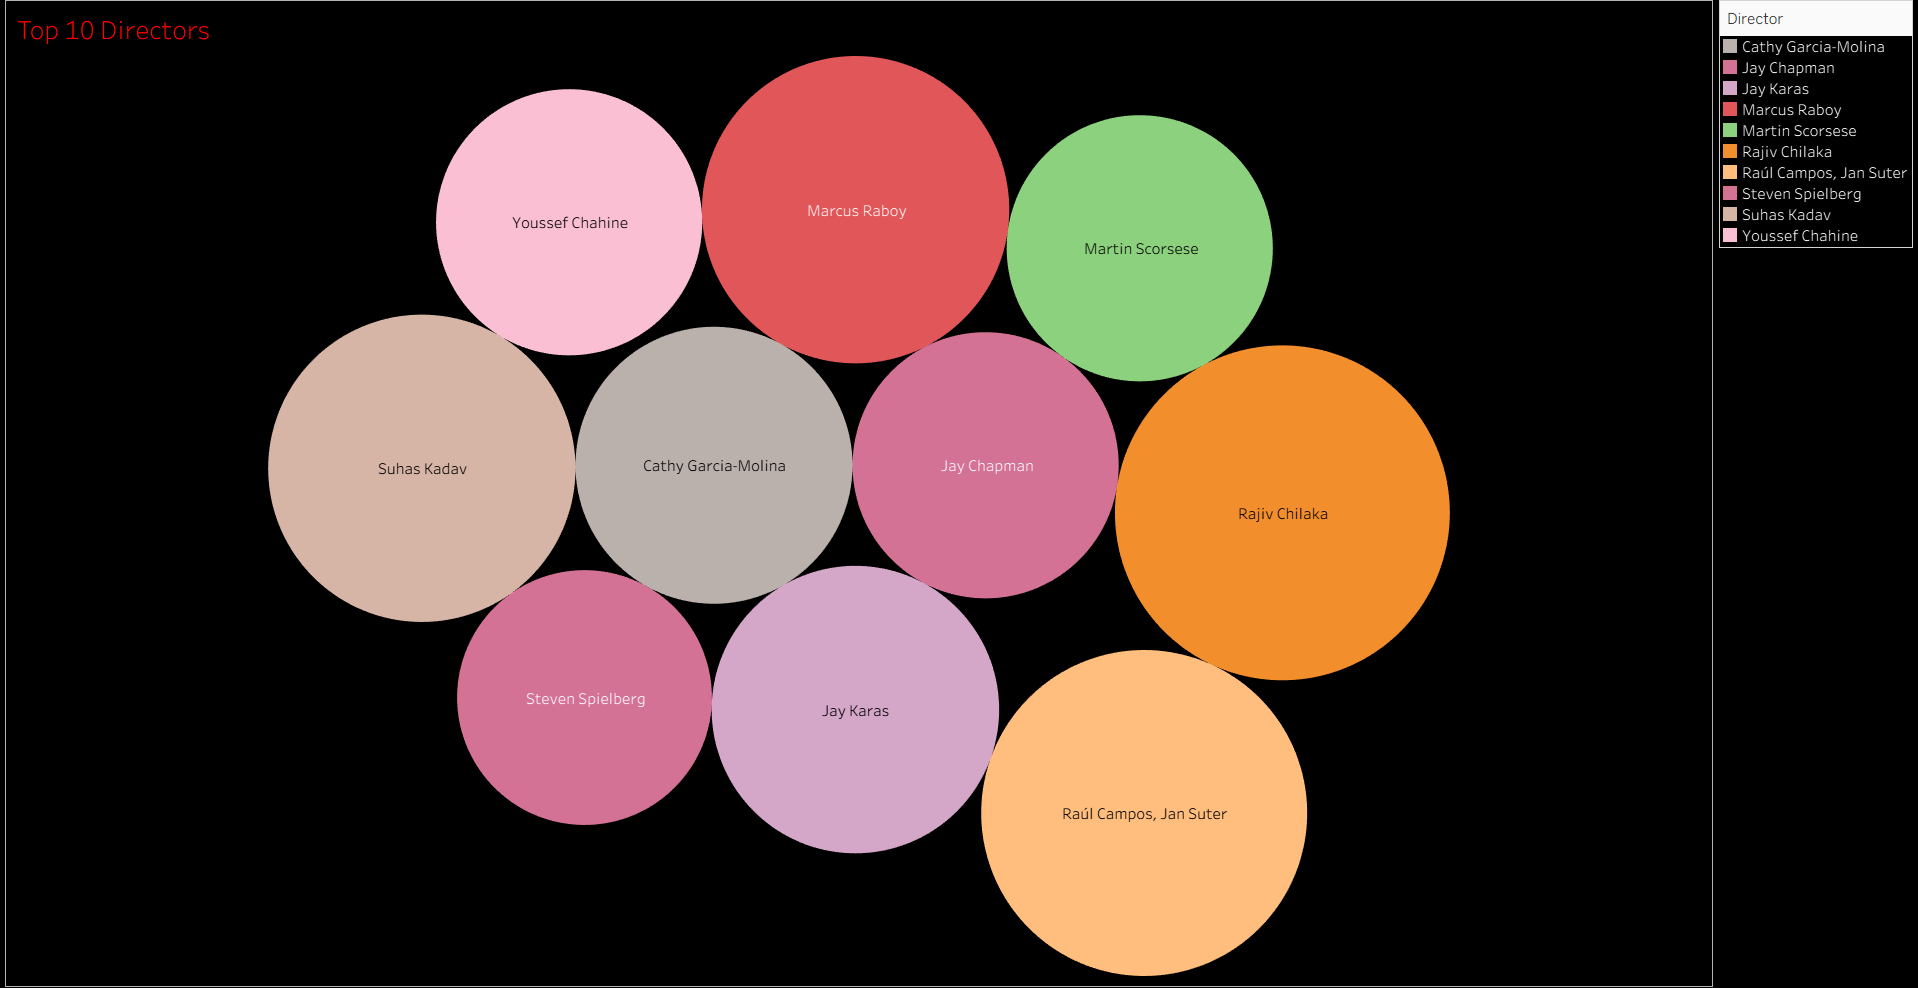 Top 10 Directors
Youssef Chahine
Marcus Raboy
Martin Scorsese
Suhas Kadav
Cathy Garcia-Molina
Jay Chapman
Rajiv Chilaka
Steven Spielberg
Jay Karas
Raúl Campos, Jan Suter
Director
Cathy Garcia-Molina
Jay Chapman
Jay Karas
Marcus Raboy
Martin Scorsese
Rajiv Chilaka
Raúl Campos, Jan Suter
Steven Spielberg
Suhas Kadav
Youssef Chahine